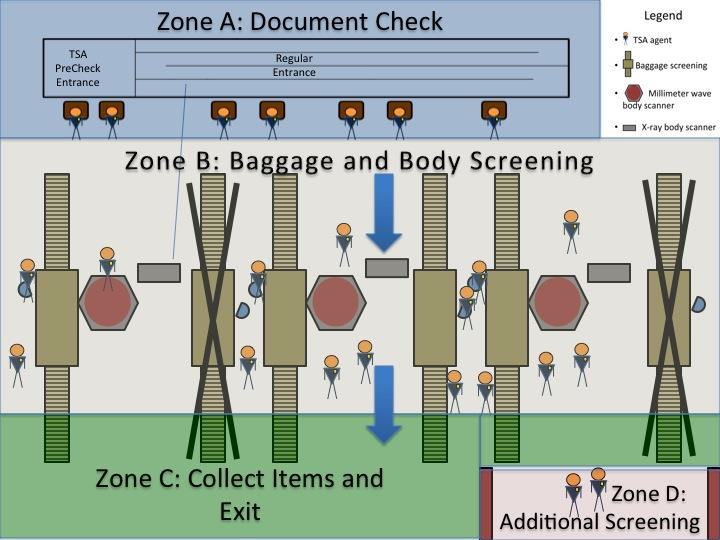 Zone A: Document Check
Legend
TSA
PreCheck
Entrance
Regular
Entrance
• TSA agent
• Baggage screening
• Millimeter wave
body scanner
• X-ray body scanner
Zone B: Baggage and Body Screening
Zone C: Collect Items and
Exit
Zone D:
Additional Screening